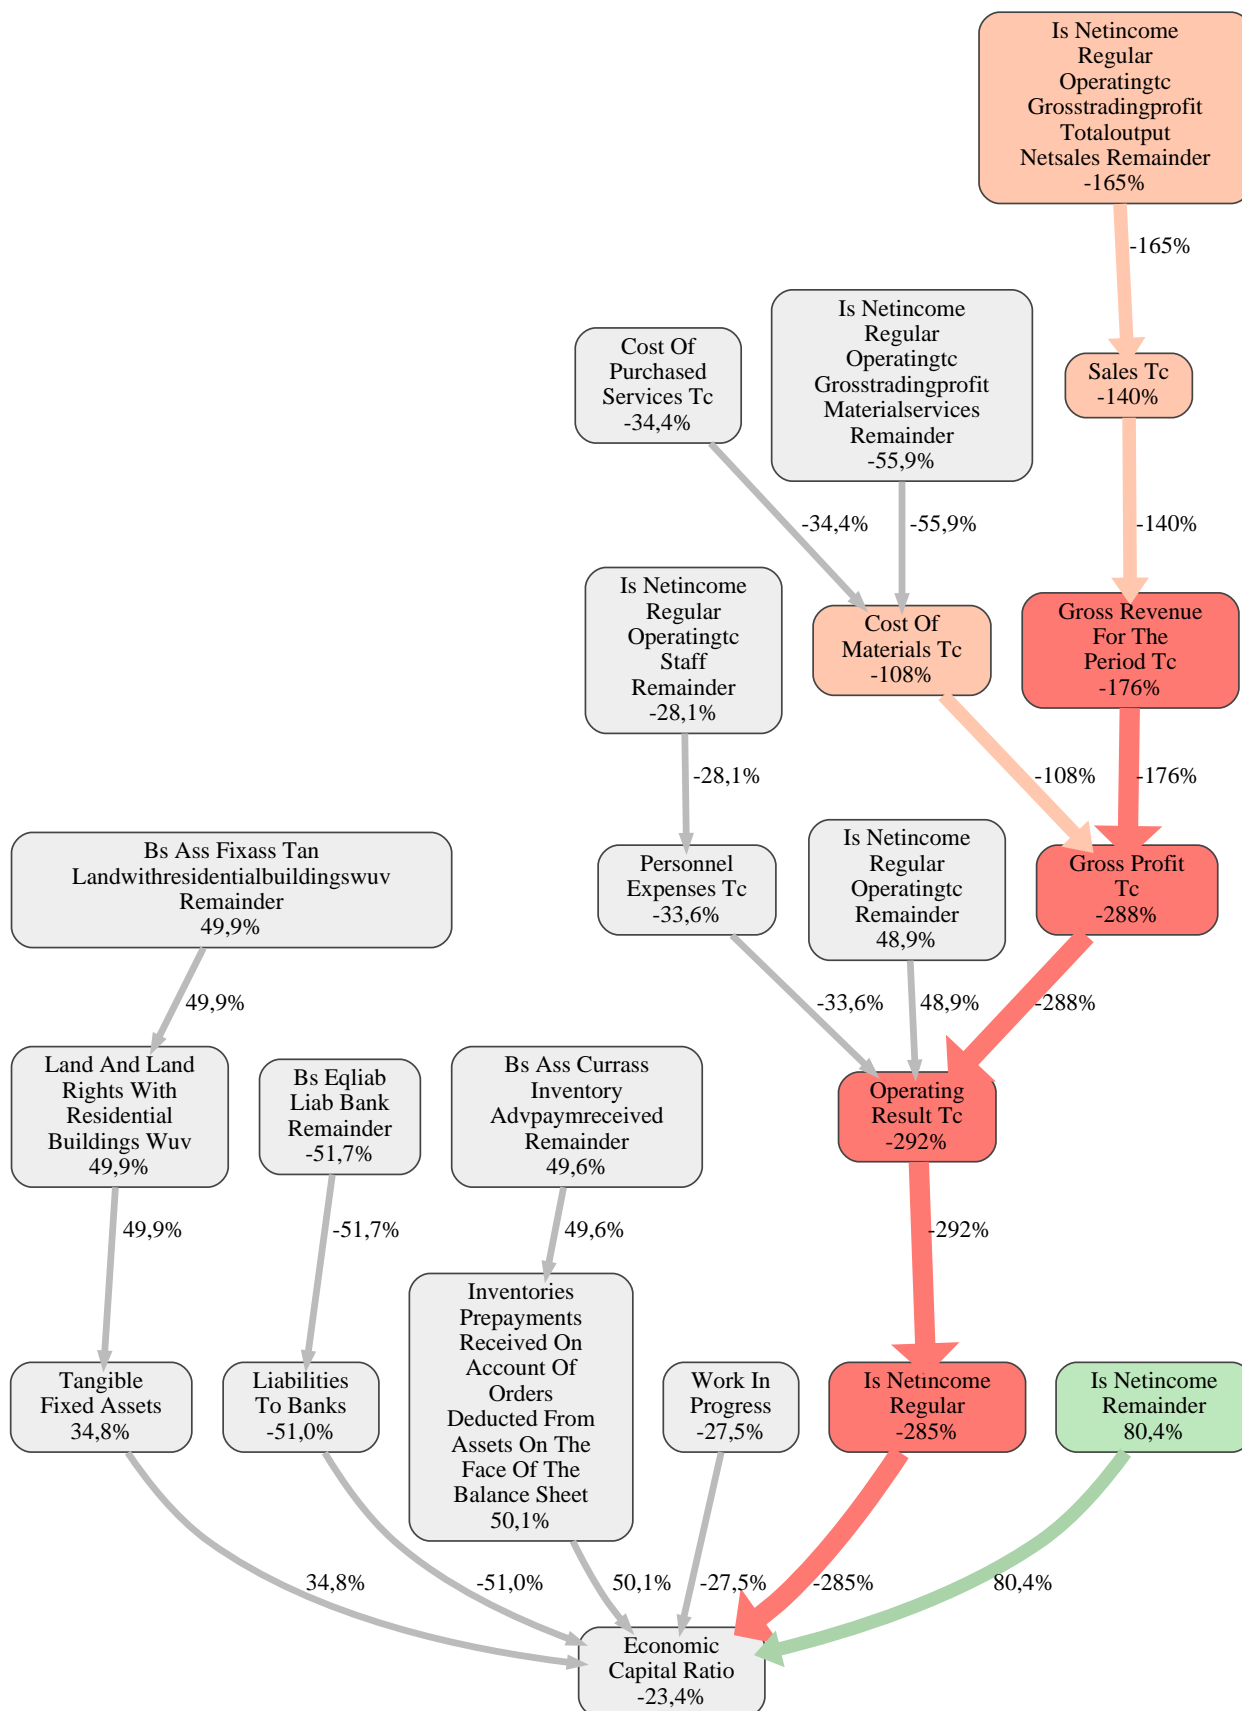 Is Netincome
Regular
Operatingtc
Grosstradingprofit
Totaloutput
Netsales Remainder
-165%
-165%
Is Netincome
Regular
Operatingtc
Grosstradingprofit
Materialservices
Remainder
-55,9%
Cost Of
Purchased
Services Tc
-34,4%
Sales Tc
-140%
-34,4%
-55,9%
-140%
Is Netincome
Regular
Operatingtc
Staff
Remainder
-28,1%
Cost Of
Materials Tc
-108%
Gross Revenue
For The
Period Tc
-176%
-28,1%
-108%
-176%
Bs Ass Fixass Tan
Landwithresidentialbuildingswuv
Remainder
49,9%
Personnel
Expenses Tc
-33,6%
Is Netincome
Regular
Operatingtc
Remainder
48,9%
Gross Profit
Tc
-288%
49,9%
-33,6%
48,9%
-288%
Land And Land
Rights With
Residential
Buildings Wuv
49,9%
Bs Eqliab
Liab Bank
Remainder
-51,7%
Bs Ass Currass
Inventory
Advpaymreceived
Remainder
49,6%
Operating
Result Tc
-292%
49,9%
-51,7%
49,6%
-292%
Tangible
Fixed Assets
34,8%
Liabilities
To Banks
-51,0%
Inventories
Prepayments
Received On
Account Of
Orders
Deducted From
Assets On The
Face Of The
Balance Sheet
50,1%
Work In
Progress
-27,5%
Is Netincome
Regular
-285%
Is Netincome
Remainder
80,4%
34,8%
-51,0%
50,1%
-27,5%
-285%
80,4%
Economic
Capital Ratio
-23,4%